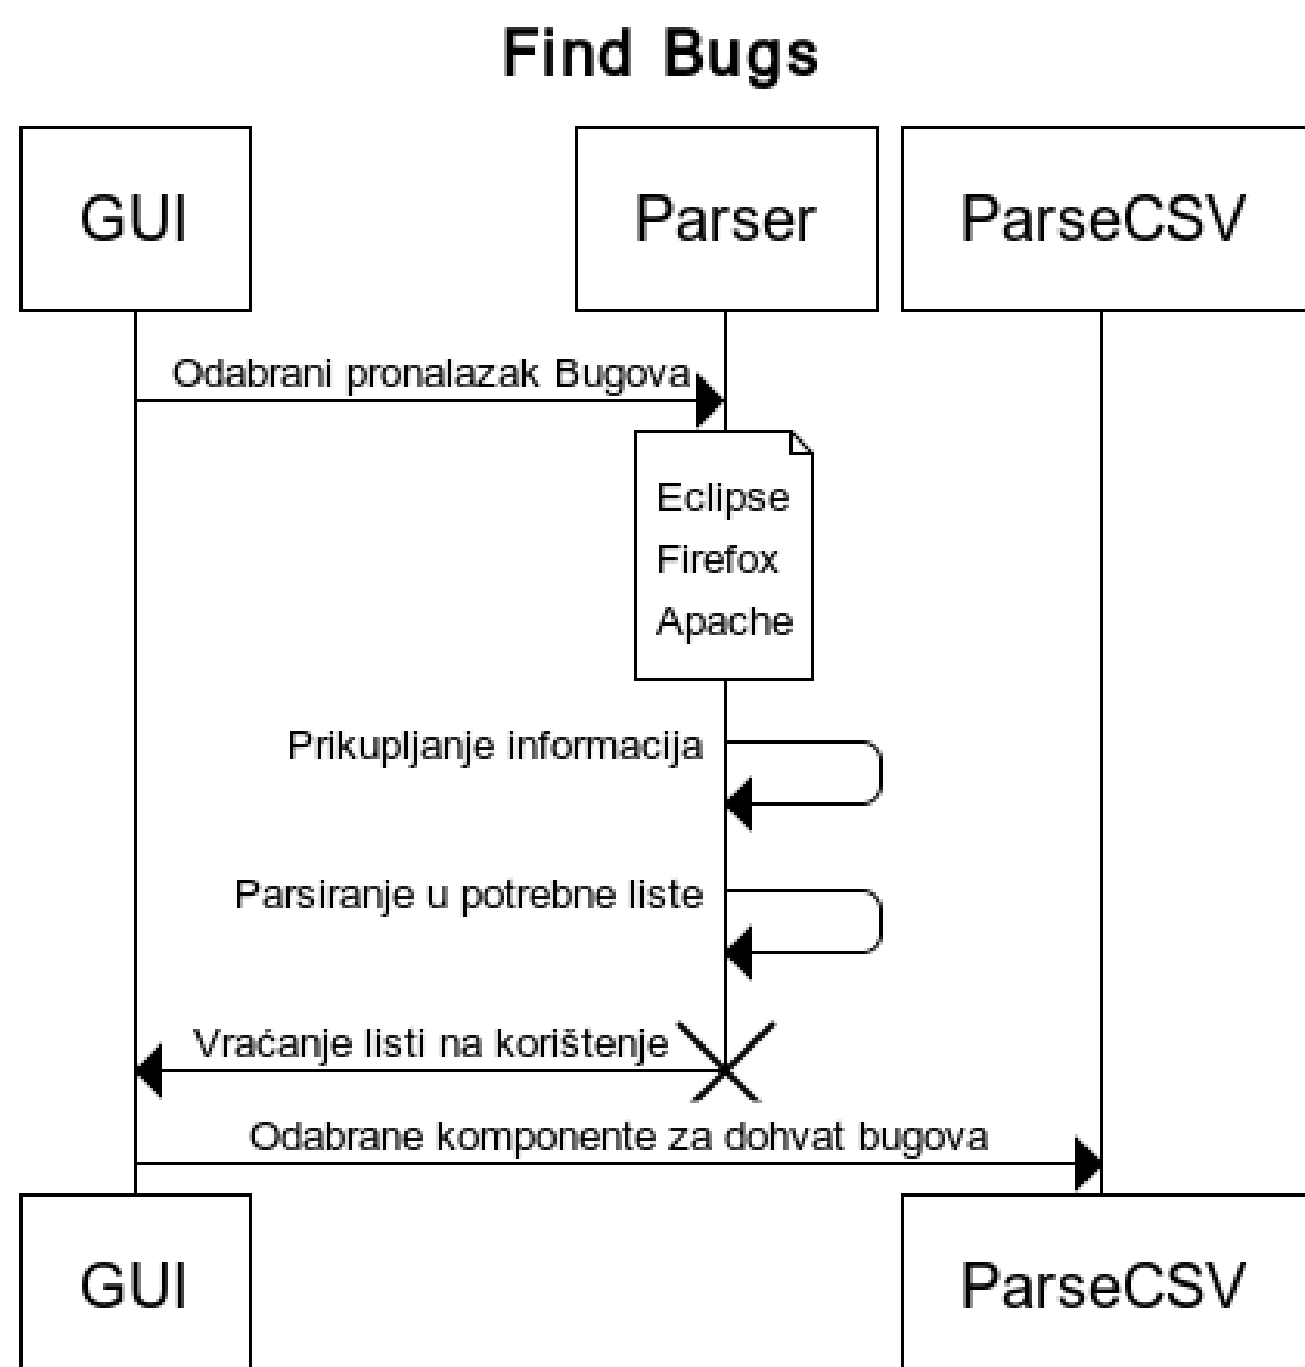 Find Bugs
GUI
Parser
ParseCSV
Odabrani pronalazak Bugova
Eclipse
Firefox
Apache
Prikupljanje informacija
Parsiranje u potrebne liste
Vraćanje listi na korištenje
Odabrane komponente za dohvat bugova
GUI
ParseCSV